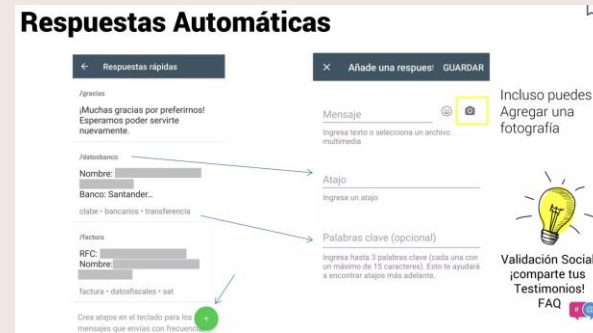 Respuestas Automáticas
Respuestas rápidas
/gracias
¡Muchas gracias por preferirnos!
Esperamos poder servirte
nuevamente.
/datosbanco
Nombre:
Banco: Santander...
clabe • bancarios • transferencia
/factura
RFC:
Nombre:
factura • datosfiscales • sat
Crea atajos en el teclado para los
mensajes que envías con frecuencia
Añade una respues GUARDAR
Mensaje
Ingresa texto o selecciona un archivo
multimedia
Atajo
Ingresa un atajo
Palabras clave (opcional)
Ingresa hasta 3 palabras clave (cada una con
un máximo de 15 caracteres). Esto te ayudará
a encontrar atajos más adelante.
Incluso puedes
Agregar una
fotografía
Validación Social
¡comparte tus
Testimonios!
FAQ
# @